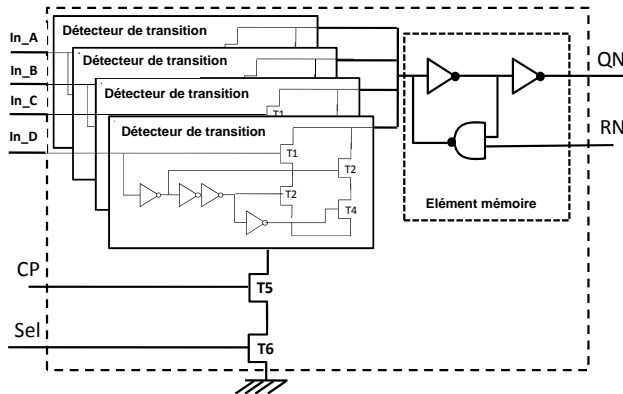 Détecteur de transition
In_A
Détecteur de transition
In_B
Détecteur de transition
T1
In_C
Détecteur de transition
In_D
T1
T2
T2
T4
QN
RN
Elément mémoire
CP
T5
Sel
T6